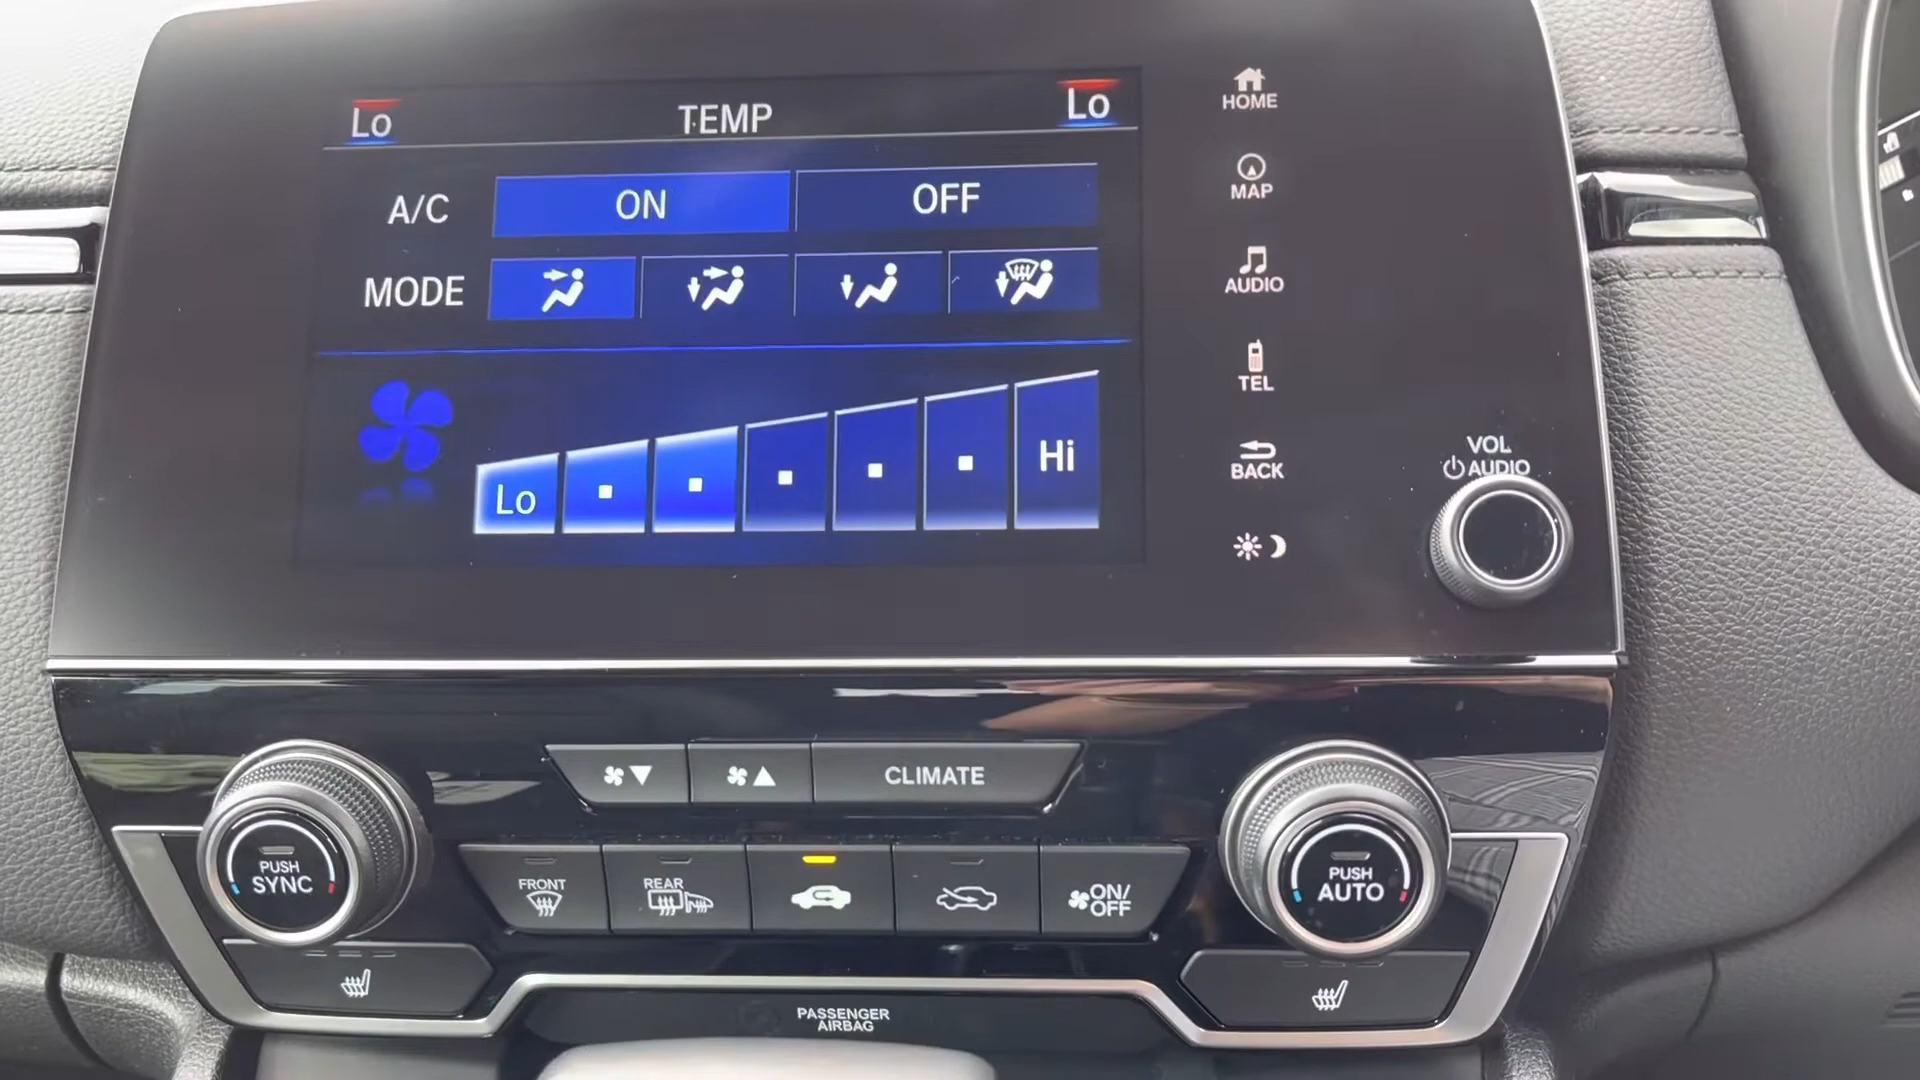 Lo TEMP Lo
A/C ON OFF
MODE
Lo Hi
HOME
MAP
AUDIO
TEL
BACK
VOL
AUDIO
CLIMATE
PUSH
SYNC
FRONT
REAR
ON/
OFF
PUSH
AUTO
PASSENGER
AIRBAG